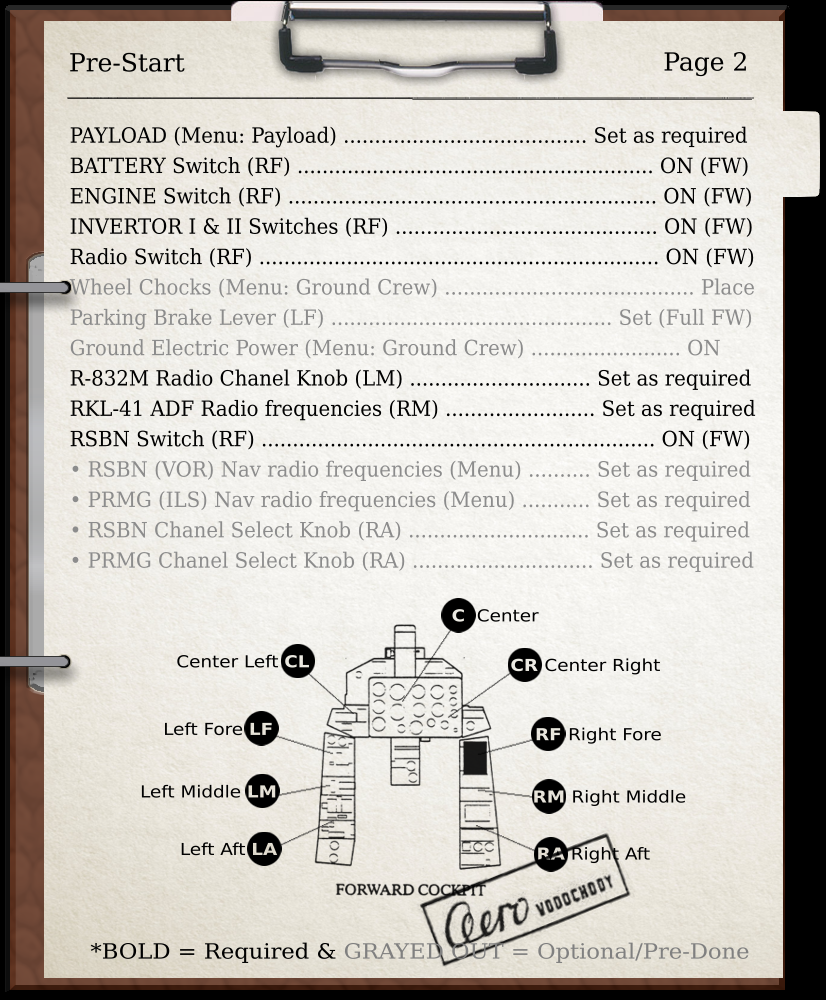 Pre-Start Page 2
PAYLOAD (Menu: Payload) ........................................... Set as required
BATTERY Switch (RF) ............................................................... ON (FW)
ENGINE Switch (RF) ................................................................. ON (FW)
INVERTOR I & II Switches (RF) .............................................. ON (FW)
Radio Switch (RF) ....................................................................... ON (FW)
Wheel Chocks (Menu: Ground Crew) ............................................ Place
Parking Brake Lever (LF) .................................................. Set (Full FW)
Ground Electric Power (Menu: Ground Crew) .......................... ON
R-832M Radio Chanel Knob (LM) ................................ Set as required
RKL-41 ADF Radio frequencies (RM) .......................... Set as required
RSBN Switch (RF) ...................................................................... ON (FW)
• RSBN (VOR) Nav radio frequencies (Menu) .......... Set as required
• PRMG (ILS) Nav radio frequencies (Menu) ............ Set as required
• RSBN Chanel Select Knob (RA) ................................ Set as required
• PRMG Chanel Select Knob (RA) ................................ Set as required
C Center
Center Left CL
CR Center Right
Left Fore LF
RF Right Fore
Left Middle LM
RM Right Middle
Left Aft LA
RA Right Aft
FORWARD COCKPIT
aero VODOCHODY
*BOLD = Required & GRAYED OUT = Optional/Pre-Done